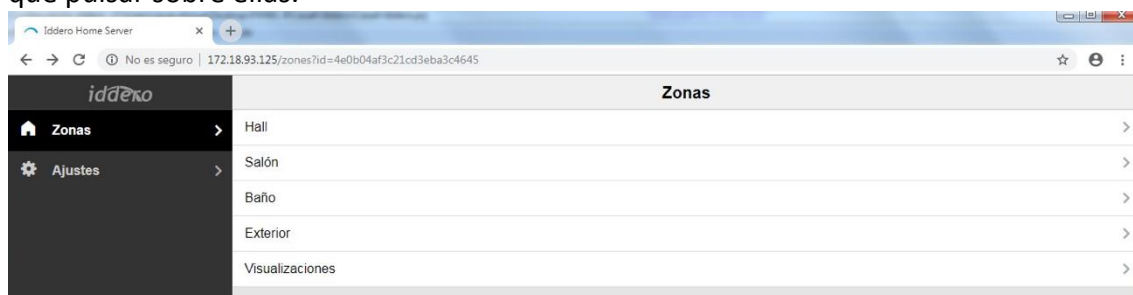 que pulsar sobre ellas.
Iddero Home Server
No es seguro | 172.18.93.125/zones?id=4e0b04af3c21cd3eba3c4645
iddero
Zonas
Zonas
Hall
Ajustes
Salón
Baño
Exterior
Visualizaciones